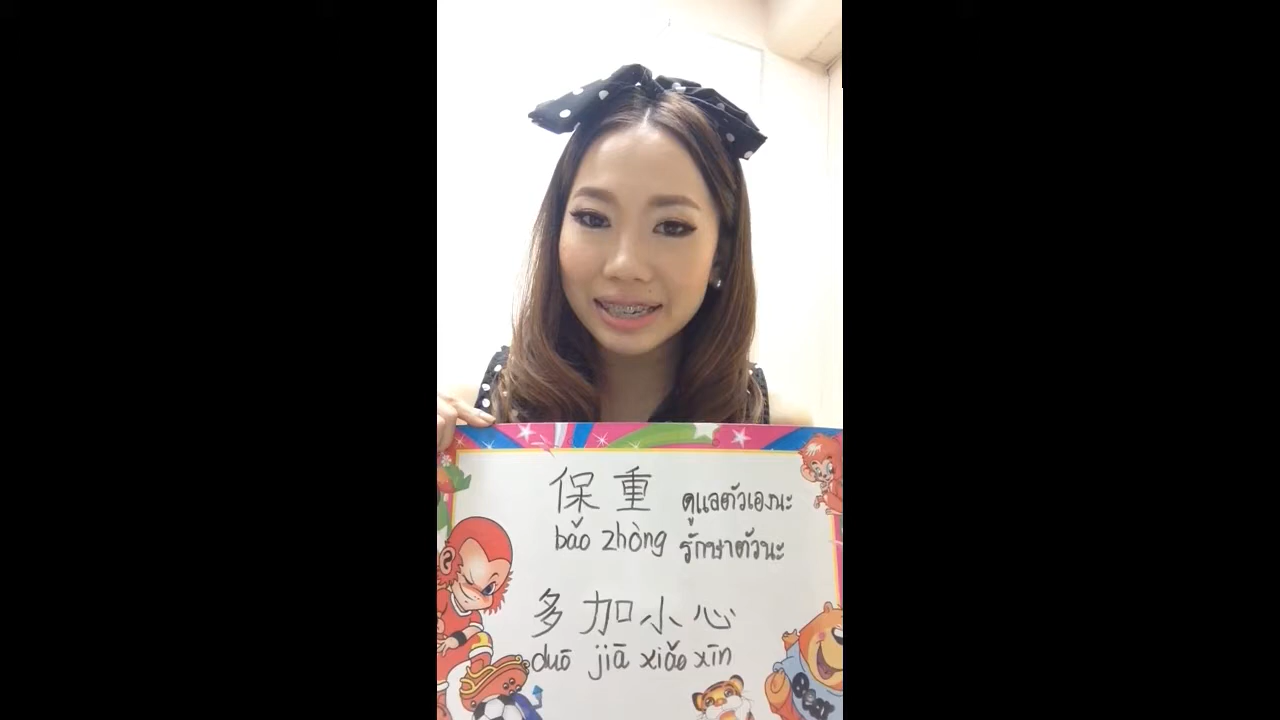 保重 ดูแลตัวเองนะ
bǎo zhòng รักษาตัวนะ
多加小心
duō jiā xiǎo xīn
Bear